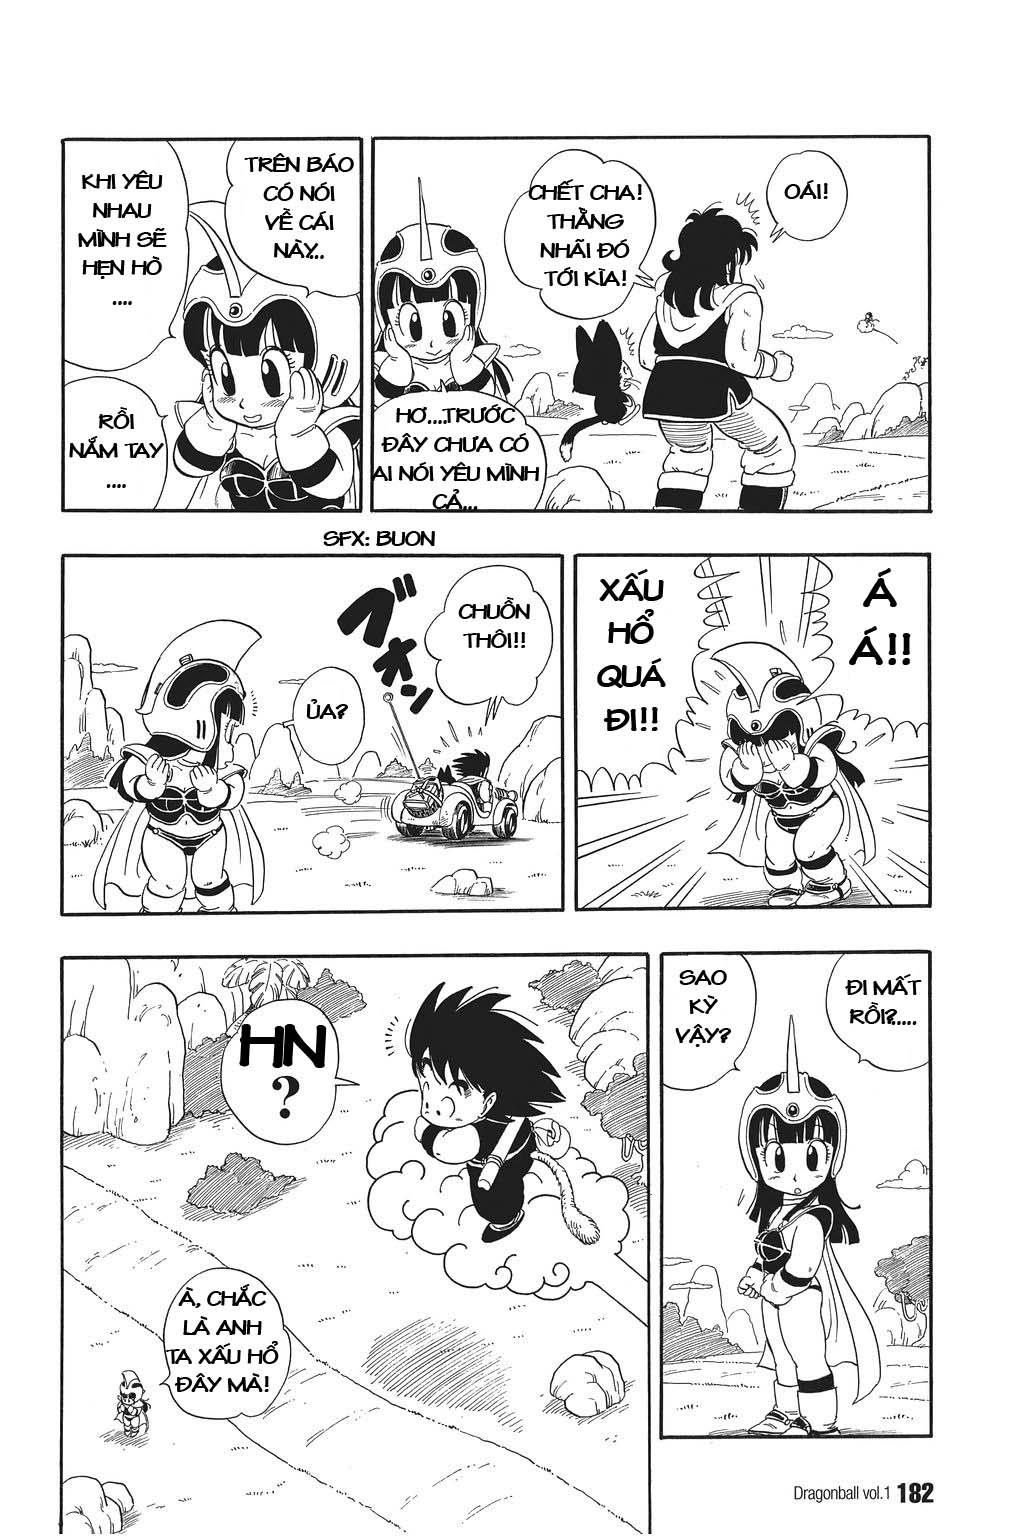 OÁI!
CHẾT CHA!
THẰNG
NHÃI ĐÓ
TỚI KÌA!
HƠ....TRƯỚC
ĐÂY CHƯA CÓ
AI NÓI YÊU MÌNH
CẢ...
TRÊN BÁO
CÓ NÓI
VỀ CÁI
NÀY...
KHI YÊU
NHAU
MÌNH SẼ
HẸN HÒ
....
RỒI
NẮM TAY
....
Á
Á!!
XẤU
HỔ
QUÁ
ĐI!!
SFX: BUON
CHUỒN
THÔI!!
ブオン
ỦA?
ĐI MẤT
RỒI?.....
SAO
KỲ
VẬY?
HN
?
À, CHẮC
LÀ ANH
TA XẤU HỔ
ĐÂY MÀ!
Dragonball vol.1 182